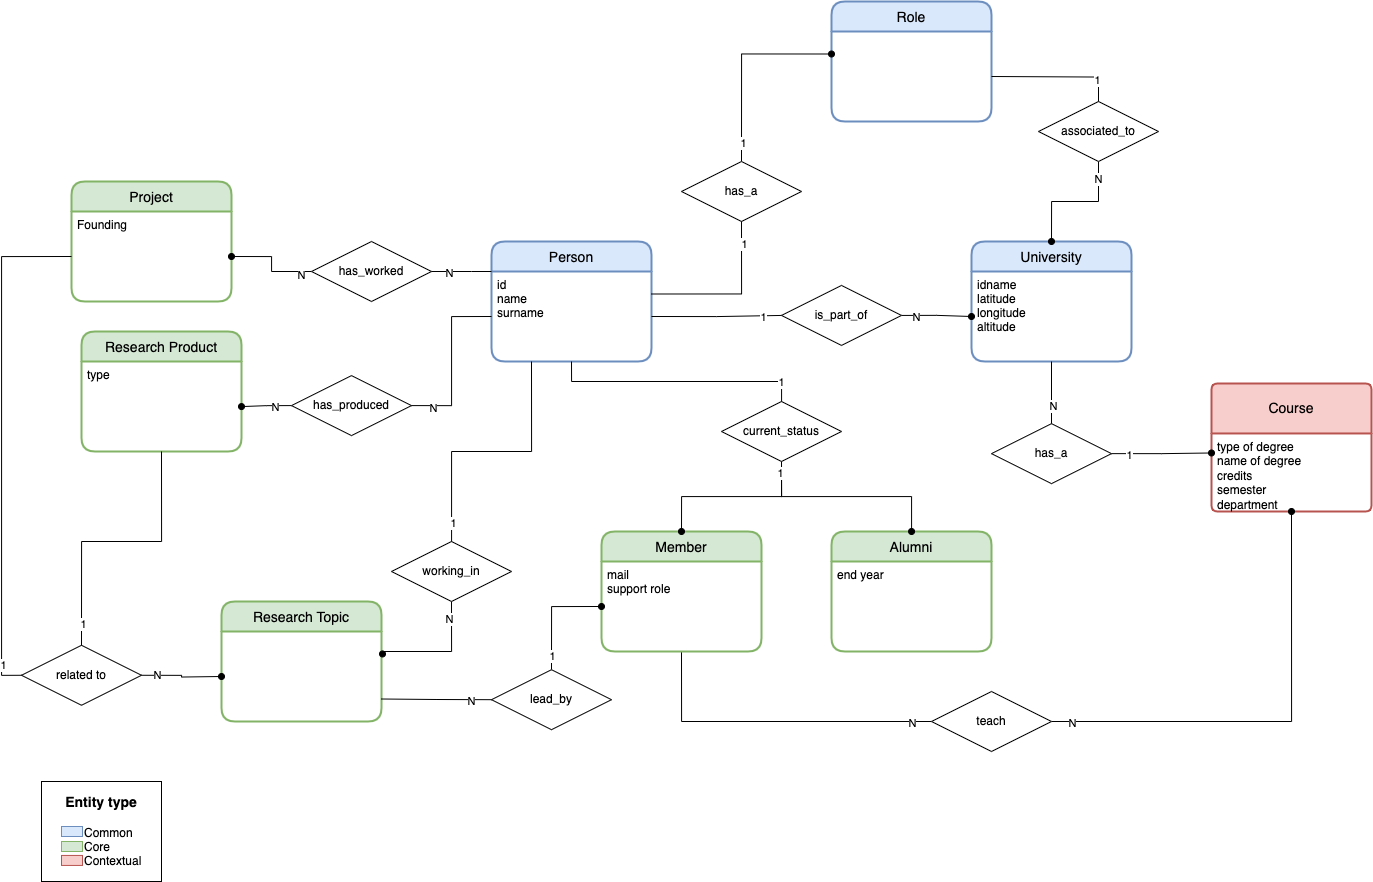 Role
1
associated_to
1
has_a
N
Project
Founding
1
Person
id
name
surname
University
idname
latitude
longitude
altitude
N
has_worked
N
1
is_part_of
N
Research Product
type
N
has_produced
N
1
current_status
1
N
has_a
1
Course
type of degree
name of degree
credits
semester
department
1
working_in
N
Member
mail
support role
Alumni
end year
Research Topic
1
1
related to
N
1
lead_by
N
N
teach
N
Entity type
Common
Core
Contextual